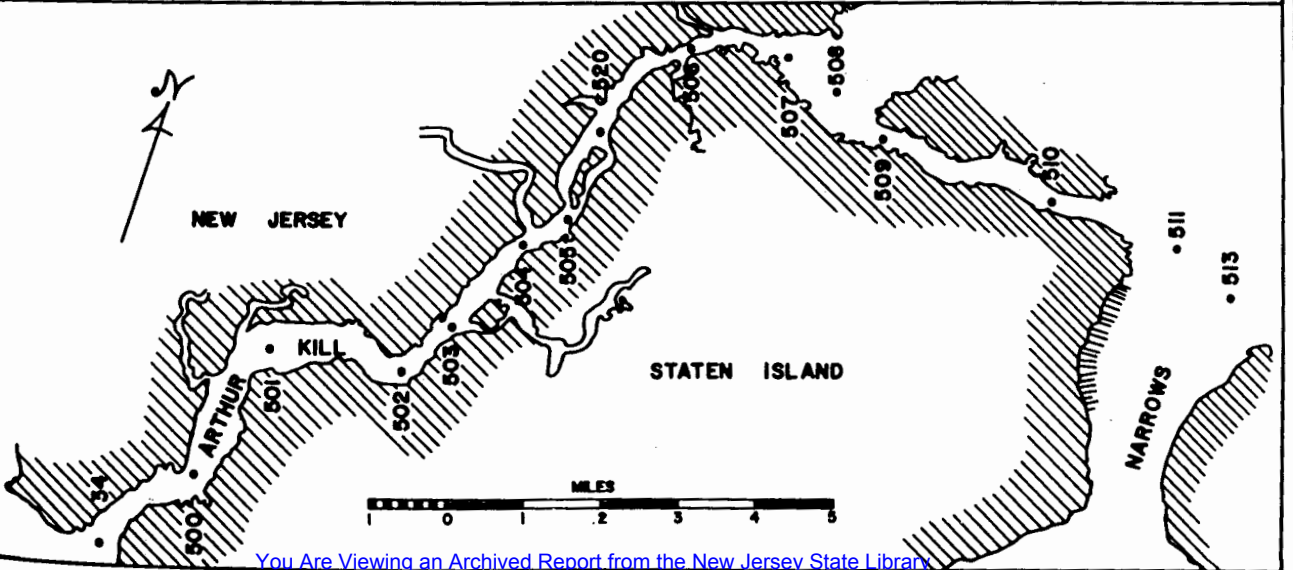 N
520
506
508
507
509
510
511
513
NEW JERSEY
505
504
503
KILL
501
502
ARTHUR
STATEN ISLAND
NARROWS
54
500
MILES
1 0 1 2 3 4 5
You Are Viewing an Archived Report from the New Jersey State Library